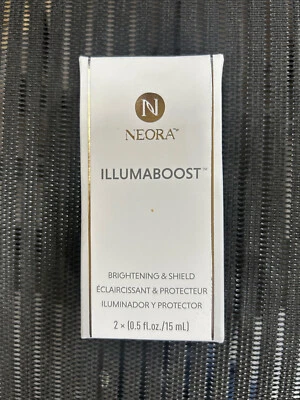 N
NEORA™
ILLUMABOOST™
BRIGHTENING & SHIELD
ÉCLAIRCISSANT & PROTECTEUR
ILUMINADOR Y PROTECTOR
2 × (0.5 fl.oz./15 mL)